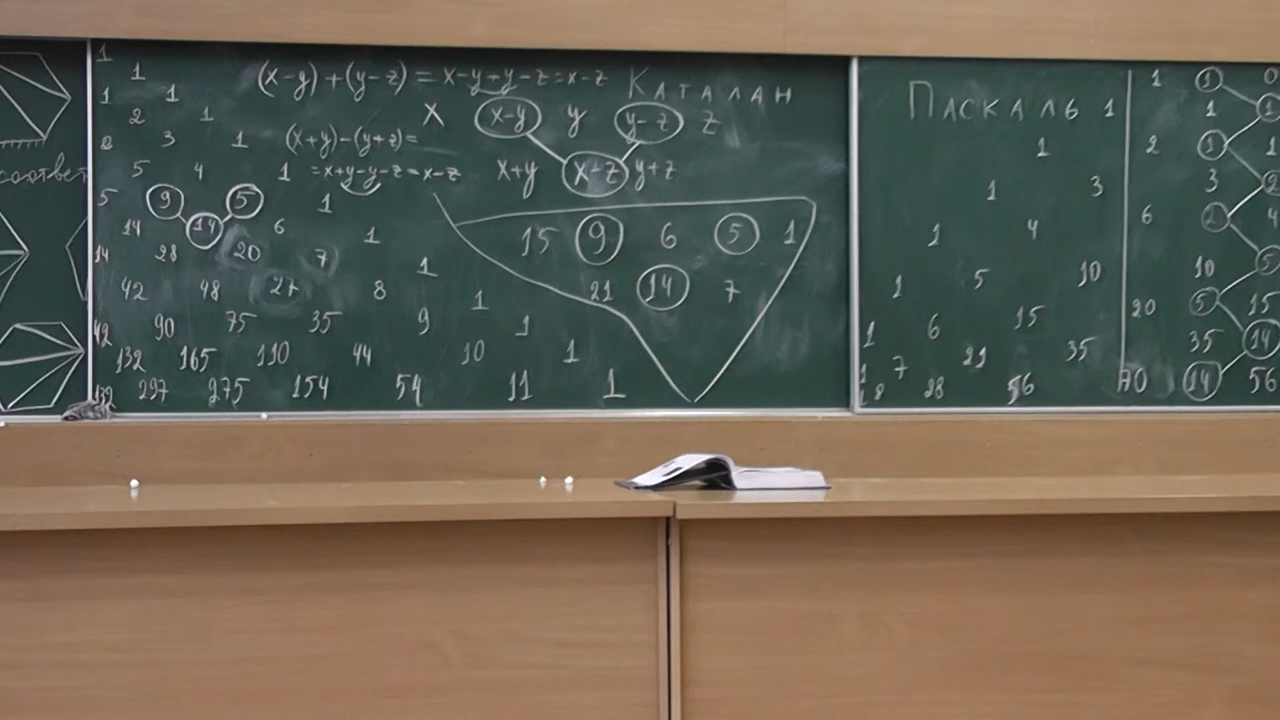 соответ
1
1
(x-y)+(y-z)=x-y+y-z=x-z
Каталан
1 1
x x-y y y-z z
2 1
2 3 1
(x+y)-(y+z)=
=x+y-y-z=x-z
x+y x-z y+z
5 4 1
5 9 5 1
14 14 6 1
14 28 20 7 1
42 48 27 8 1
42 90 75 35 9 1
132 165 110 44 10 1
132 297 275 154 54 11 1
15 9 6 5 1
21 14 7
Паскаль
1 1 1 0
1 1
1 2 1 1
1 3 3 2
1 4 6 2 4
1 5 10 10 5
1 6 15 20 5 15
1 7 21 35 35 14
1 8 28 56 70 14 56